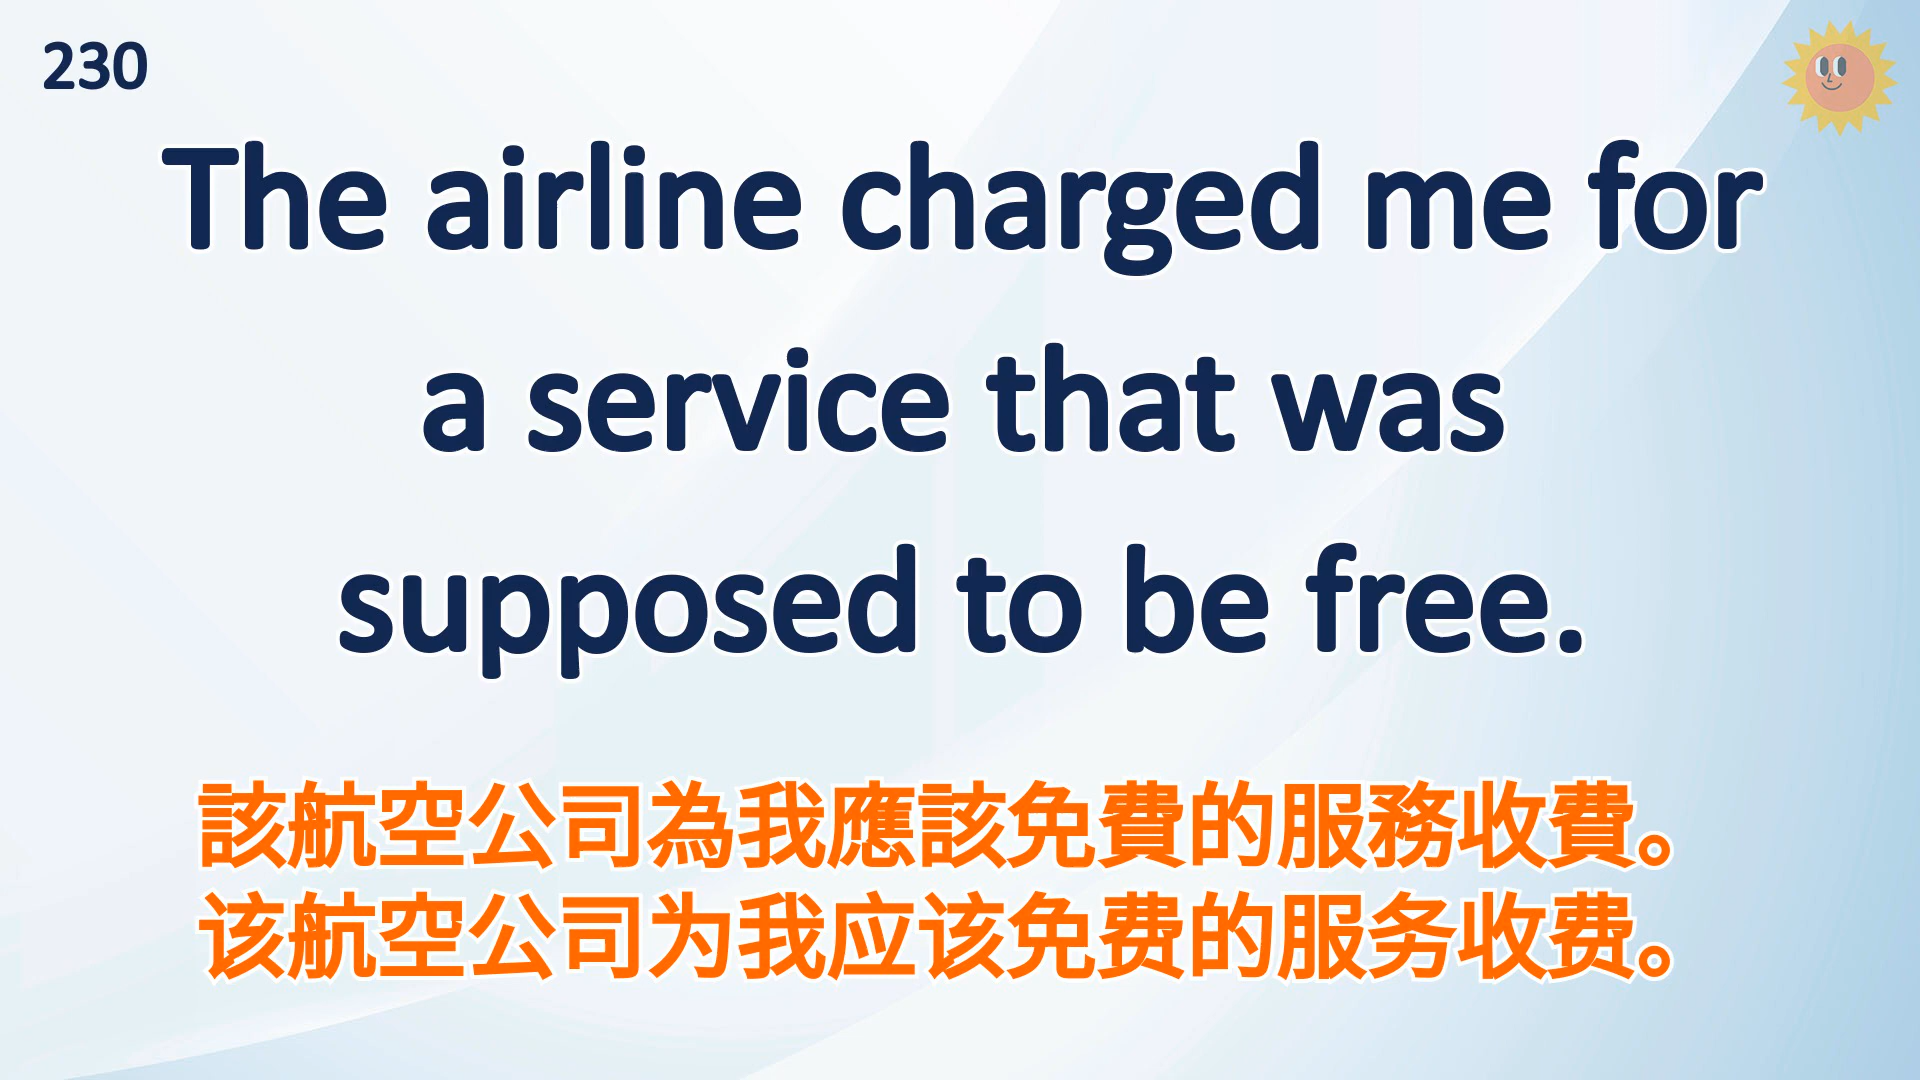 230
The airline charged me for
a service that was
supposed to be free.
該航空公司為我應該免費的服務收費。
该航空公司为我应该免费的服务收费。